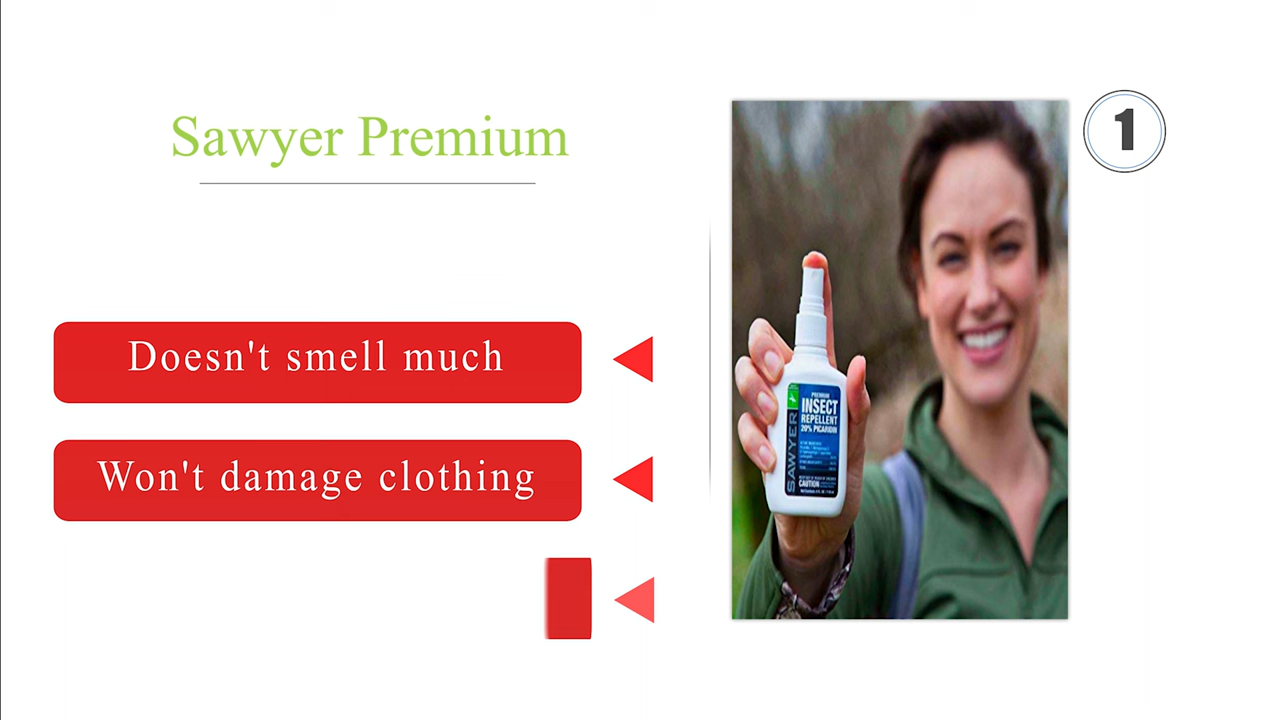 Sawyer Premium
1
Doesn't smell much
Won't damage clothing
PREMIUM
INSECT
REPELLENT
20% PICARIDIN
SAWYER
CAUTION